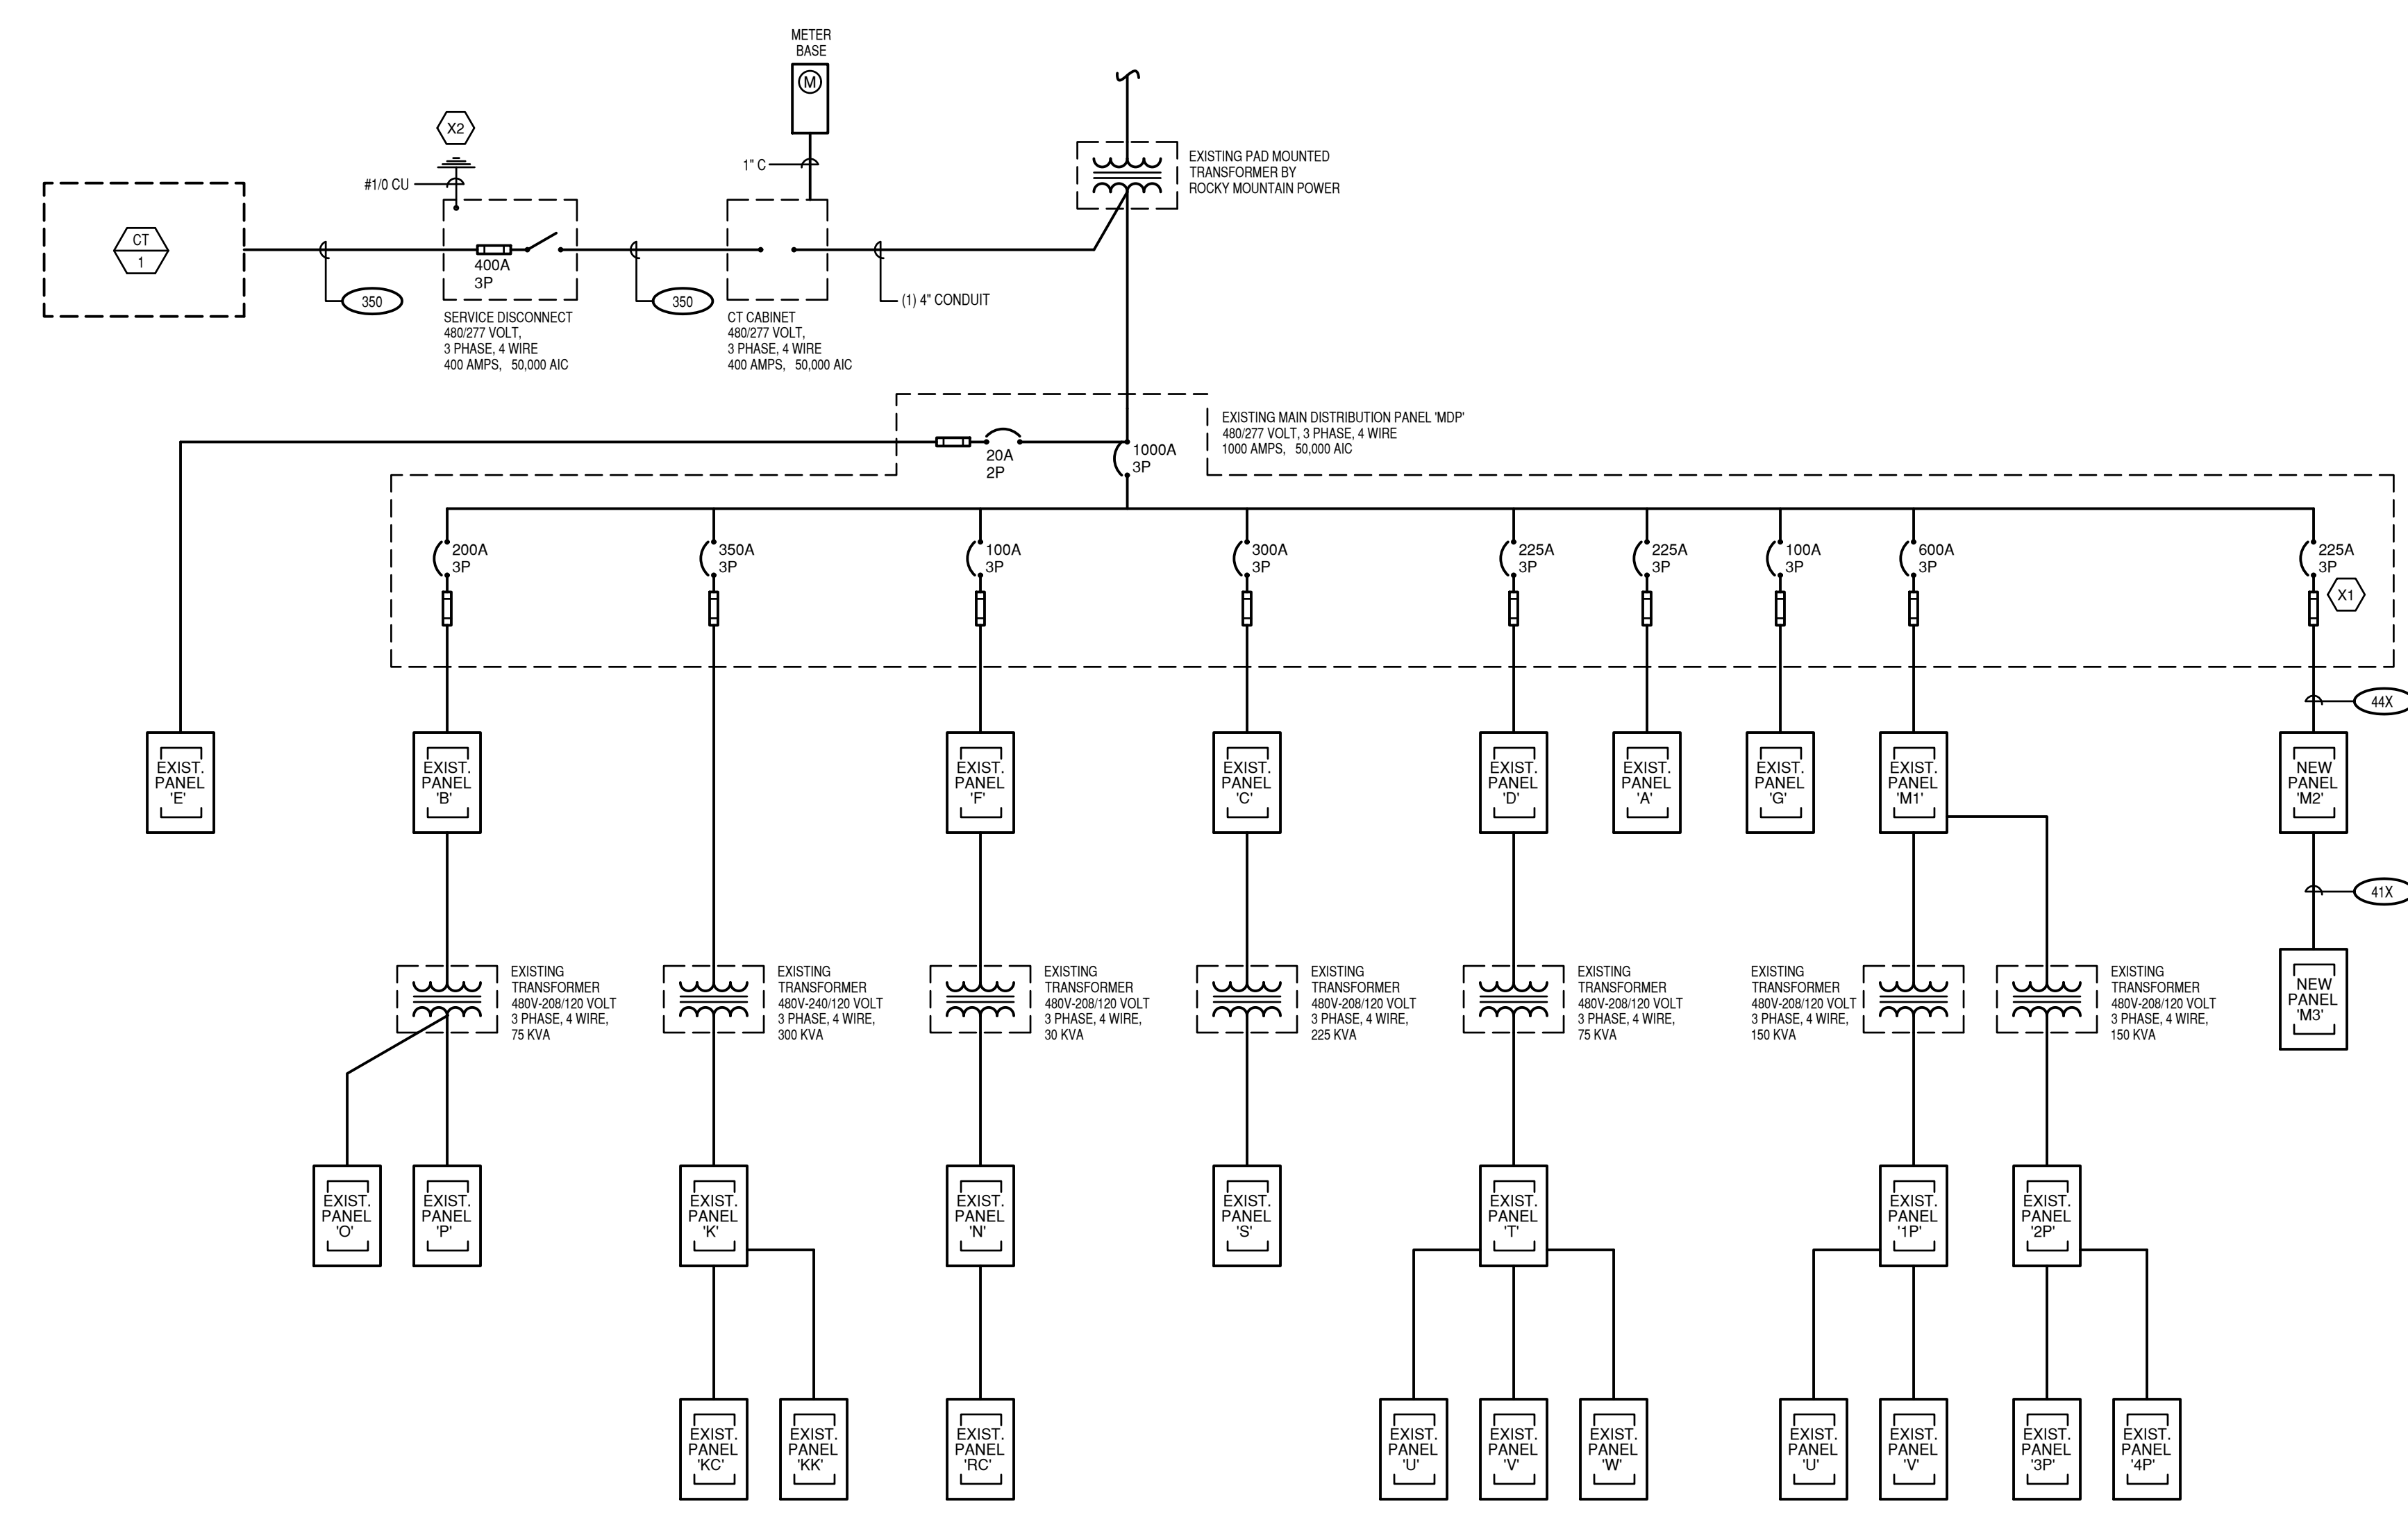 METER
BASE
M
X2
1" C
#1/0 CU
EXISTING PAD MOUNTED
TRANSFORMER BY
ROCKY MOUNTAIN POWER
CT
1
400A
3P
350
350
(1) 4" CONDUIT
SERVICE DISCONNECT
480/277 VOLT,
3 PHASE, 4 WIRE
400 AMPS, 50,000 AIC
CT CABINET
480/277 VOLT,
3 PHASE, 4 WIRE
400 AMPS, 50,000 AIC
EXISTING MAIN DISTRIBUTION PANEL 'MDP'
480/277 VOLT, 3 PHASE, 4 WIRE
1000 AMPS, 50,000 AIC
20A
2P
1000A
3P
200A
3P
350A
3P
100A
3P
300A
3P
225A
3P
225A
3P
100A
3P
600A
3P
225A
3P
X1
44X
EXIST.
PANEL
'E'
EXIST.
PANEL
'B'
EXIST.
PANEL
'F'
EXIST.
PANEL
'C'
EXIST.
PANEL
'D'
EXIST.
PANEL
'A'
EXIST.
PANEL
'G'
EXIST.
PANEL
'M1'
NEW
PANEL
'M2'
41X
EXISTING
TRANSFORMER
480V-208/120 VOLT
3 PHASE, 4 WIRE,
75 KVA
EXISTING
TRANSFORMER
480V-240/120 VOLT
3 PHASE, 4 WIRE,
300 KVA
EXISTING
TRANSFORMER
480V-208/120 VOLT
3 PHASE, 4 WIRE,
30 KVA
EXISTING
TRANSFORMER
480V-208/120 VOLT
3 PHASE, 4 WIRE,
225 KVA
EXISTING
TRANSFORMER
480V-208/120 VOLT
3 PHASE, 4 WIRE,
75 KVA
EXISTING
TRANSFORMER
480V-208/120 VOLT
3 PHASE, 4 WIRE,
150 KVA
EXISTING
TRANSFORMER
480V-208/120 VOLT
3 PHASE, 4 WIRE,
150 KVA
NEW
PANEL
'M3'
EXIST.
PANEL
'O'
EXIST.
PANEL
'P'
EXIST.
PANEL
'K'
EXIST.
PANEL
'N'
EXIST.
PANEL
'S'
EXIST.
PANEL
'T'
EXIST.
PANEL
'1P'
EXIST.
PANEL
'2P'
EXIST.
PANEL
'KC'
EXIST.
PANEL
'KK'
EXIST.
PANEL
'RC'
EXIST.
PANEL
'U'
EXIST.
PANEL
'V'
EXIST.
PANEL
'W'
EXIST.
PANEL
'U'
EXIST.
PANEL
'V'
EXIST.
PANEL
'3P'
EXIST.
PANEL
'4P'